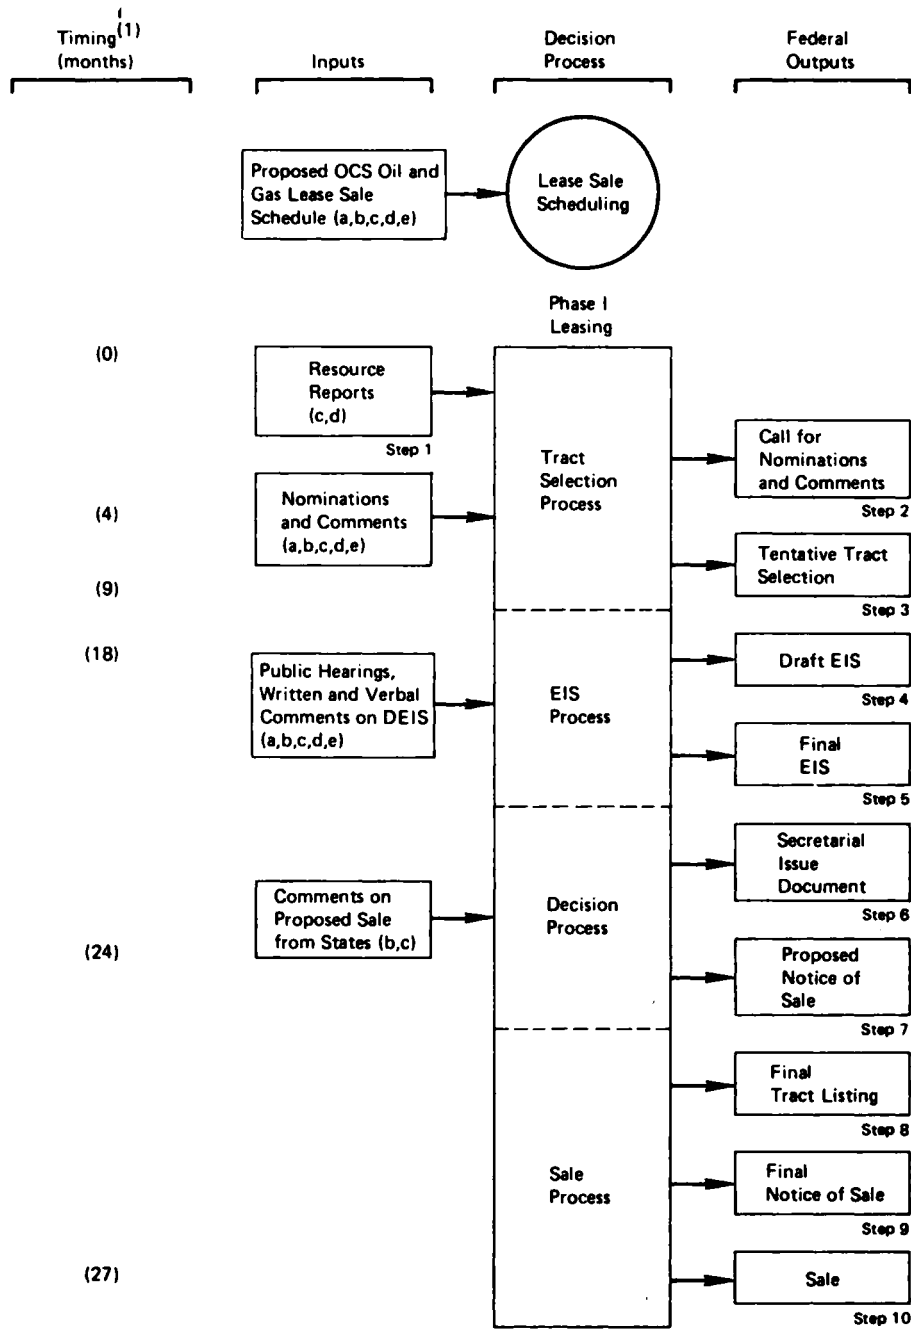 Timing(1)
(months)
Inputs
Decision
Process
Federal
Outputs
Proposed OCS Oil and
Gas Lease Sale
Schedule (a,b,c,d,e)
Lease Sale
Scheduling
Phase I
Leasing
(0)
Resource
Reports
(c,d)
Step 1
Tract
Selection
Process
Call for
Nominations
and Comments
Step 2
(4)
Nominations
and Comments
(a,b,c,d,e)
Tentative Tract
Selection
Step 3
(9)
(18)
Public Hearings,
Written and Verbal
Comments on DEIS
(a,b,c,d,e)
EIS
Process
Draft EIS
Step 4
Final
EIS
Step 5
Comments on
Proposed Sale
from States (b,c)
Decision
Process
Secretarial
Issue
Document
Step 6
(24)
Proposed
Notice of
Sale
Step 7
Sale
Process
Final
Tract Listing
Step 8
Final
Notice of Sale
Step 9
(27)
Sale
Step 10